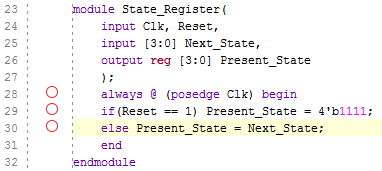 23 module State_Register(
24 input Clk, Reset,
25 input [3:0] Next_State,
26 output reg [3:0] Present_State
27 );
28 always @ (posedge Clk) begin
29 if(Reset == 1) Present_State = 4'b1111;
30 else Present_State = Next_State;
31 end
32 endmodule